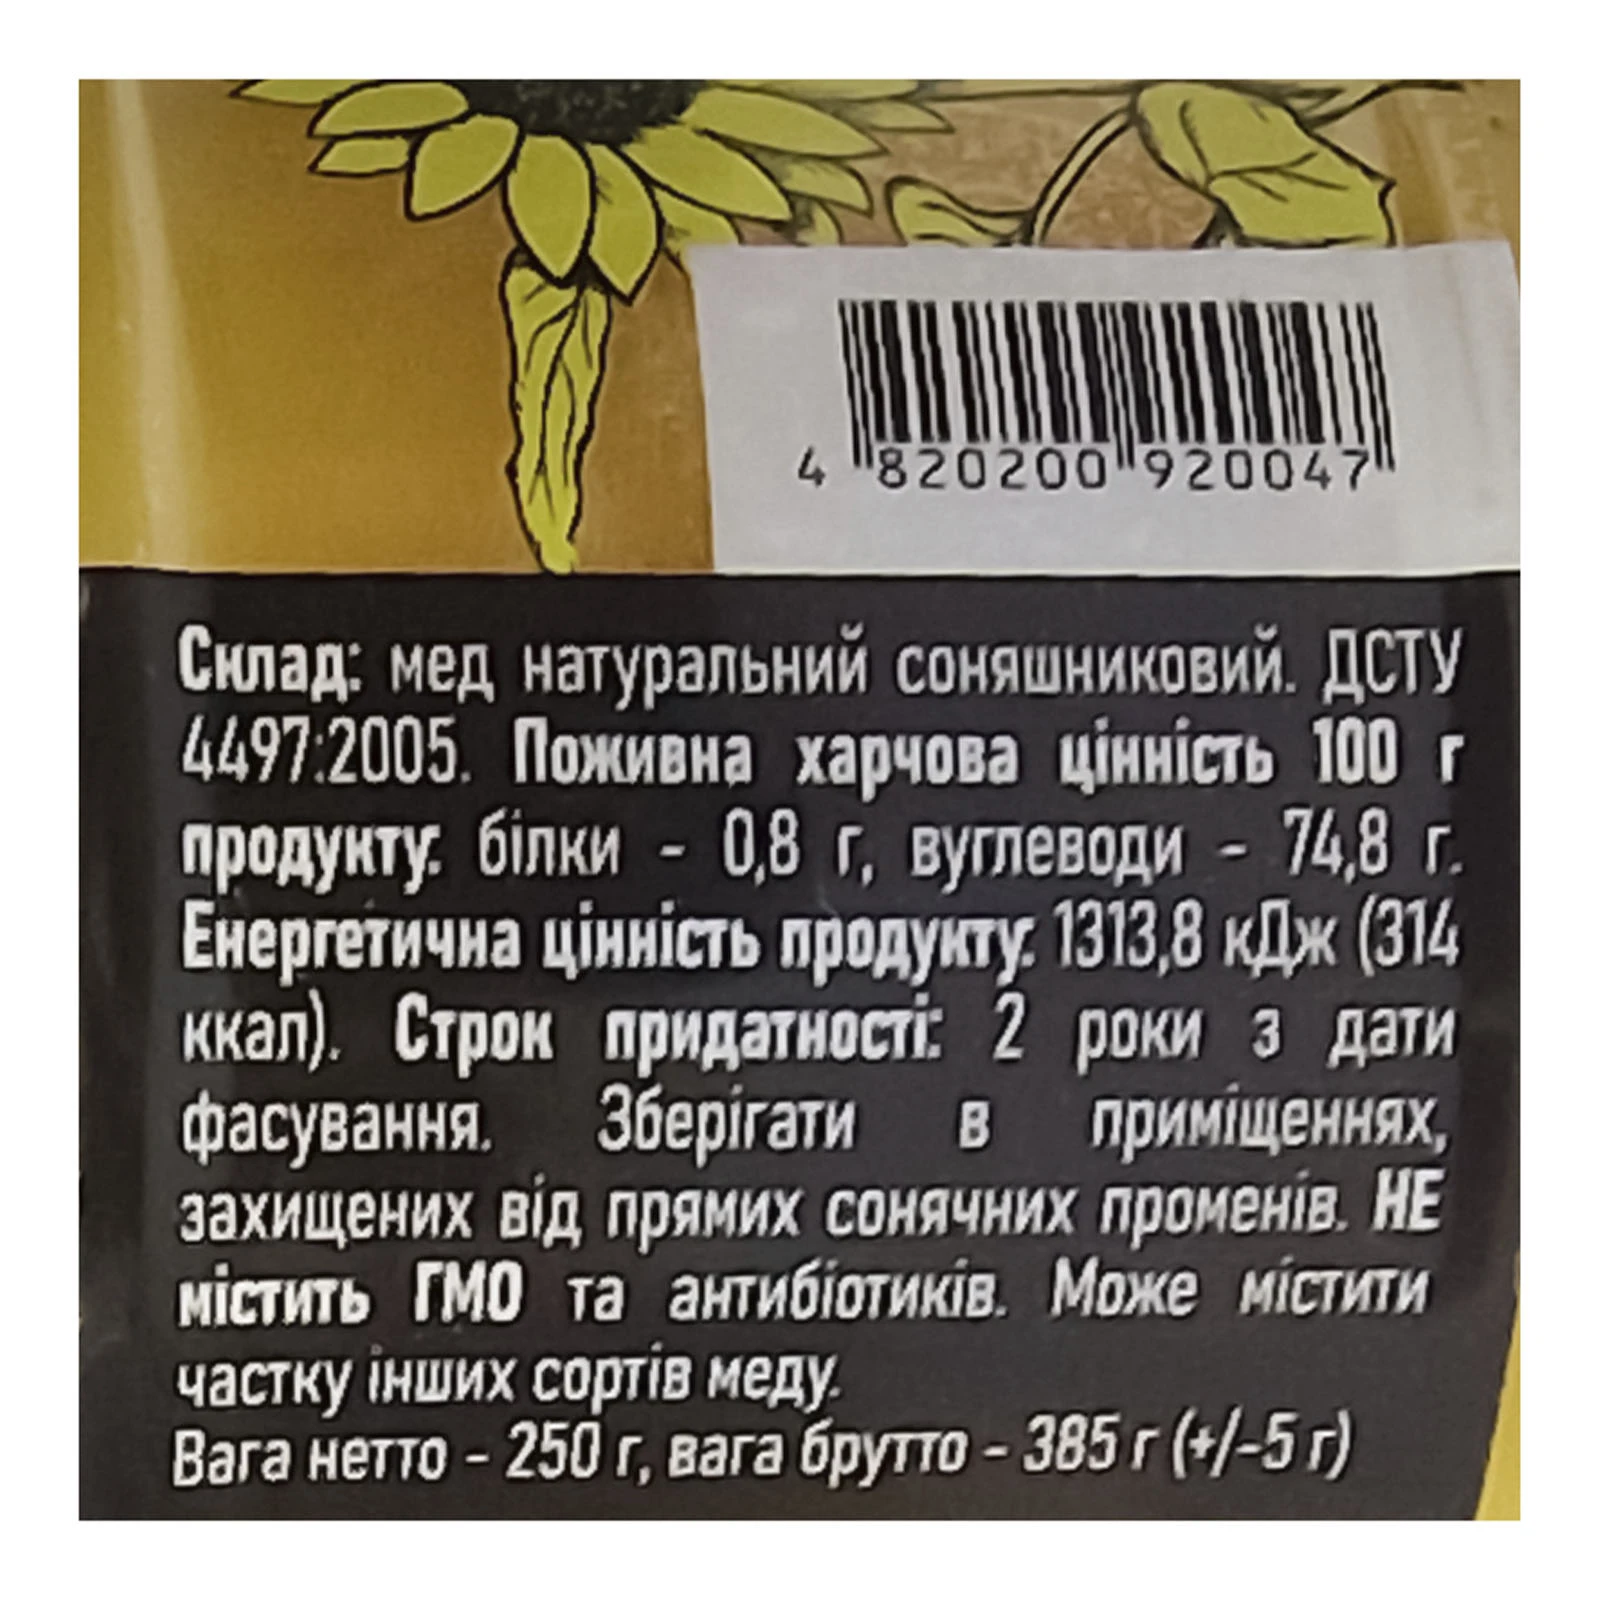 4 820200 920047
Склад: мед натуральний соняшниковий. ДСТУ
4497:2005. Поживна харчова цінність 100 г
продукту: білки - 0,8 г, вуглеводи - 74,8 г.
Енергетична цінність продукту: 1313,8 кДж (314
ккал). Строк придатності: 2 роки з дати
фасування. Зберігати в приміщеннях,
захищених від прямих сонячних променів. НЕ
містить ГМО та антибіотиків. Може містити
частку інших сортів меду.
Вага нетто - 250 г, вага брутто - 385 г (+/-5 г)